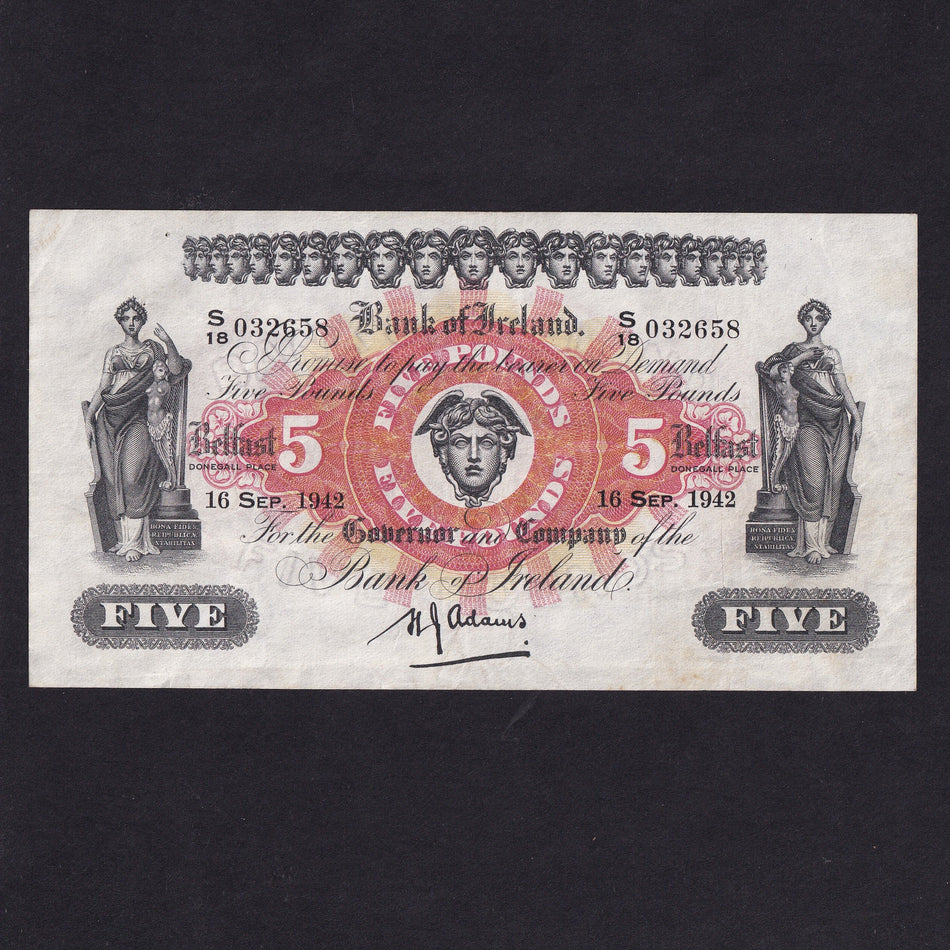 S/18 032658 Bank of Ireland. S/18 032658
I Promise to pay the bearer on Demand
Five Pounds FIVE POUNDS Five Pounds
Belfast 5 5 Belfast
DONEGALL PLACE DONEGALL PLACE
16 SEP. 1942 FIVE POUNDS 16 SEP. 1942
BONA FIDES BONA FIDES
REIPUBLICÆ REIPUBLICÆ
STABILITAS STABILITAS
For the Governor and Company of the
Bank of Ireland.
FIVE FIVE
H J Adams